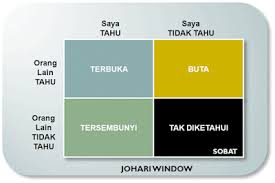 Saya
TAHU
Saya
TIDAK TAHU
Orang
Lain
TAHU
TERBUKA
BUTA
Orang
Lain
TIDAK
TAHU
TERSEMBUNYI
TAK DIKETAHUI
SOBAT
JOHARI WINDOW